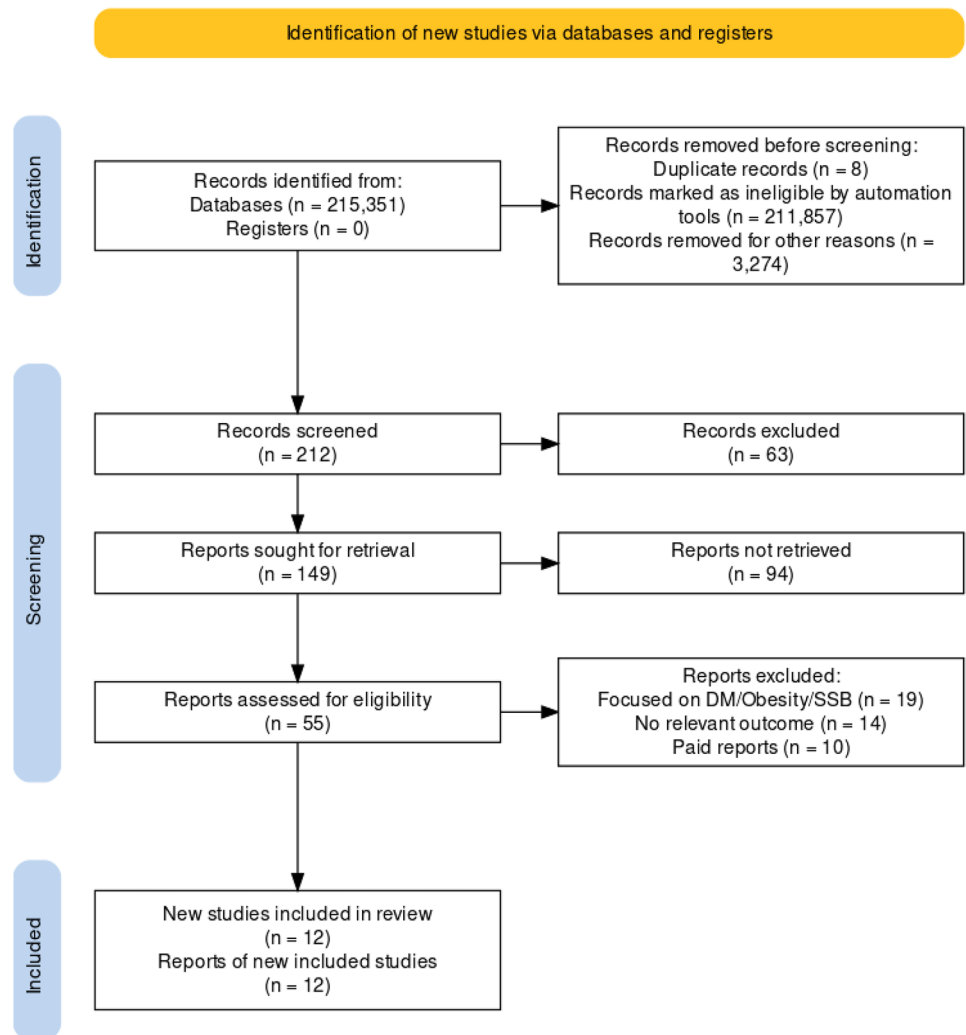 Identification of new studies via databases and registers
Identification
Records identified from:
Databases (n = 215,351)
Registers (n = 0)
Records removed before screening:
Duplicate records (n = 8)
Records marked as ineligible by automation
tools (n = 211,857)
Records removed for other reasons (n =
3,274)
Screening
Records screened
(n = 212)
Records excluded
(n = 63)
Reports sought for retrieval
(n = 149)
Reports not retrieved
(n = 94)
Reports assessed for eligibility
(n = 55)
Reports excluded:
Focused on DM/Obesity/SSB (n = 19)
No relevant outcome (n = 14)
Paid reports (n = 10)
Included
New studies included in review
(n = 12)
Reports of new included studies
(n = 12)